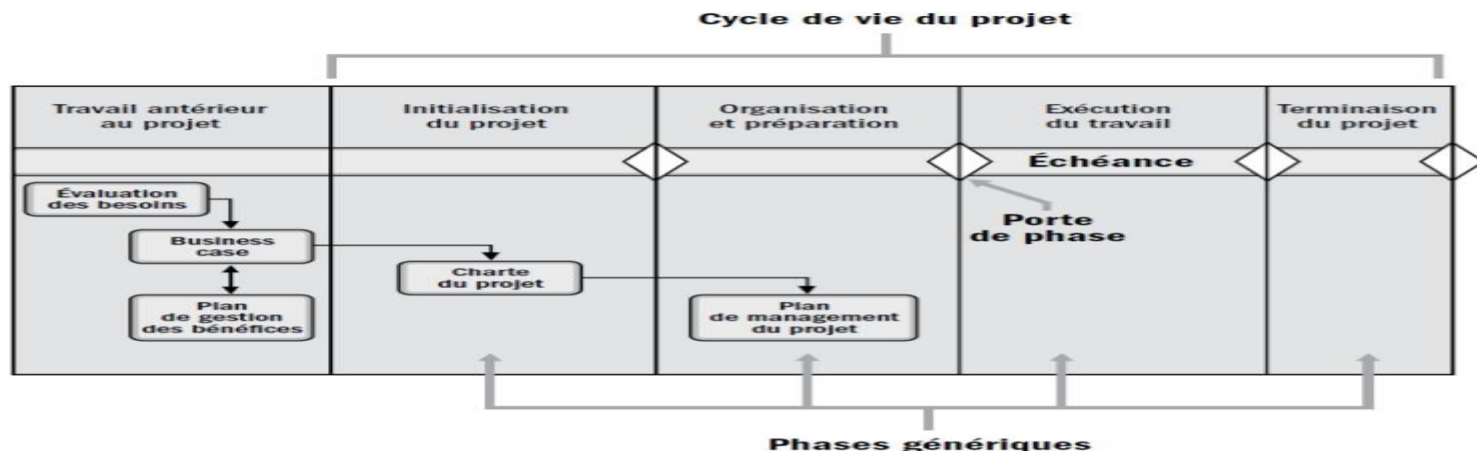 Cycle de vie du projet
Travail antérieur
au projet
Initialisation
du projet
Organisation
et préparation
Exécution
du travail
Terminaison
du projet
Échéance
Évaluation
des besoins
Porte
de phase
Business
case
Charte
du projet
Plan
de gestion
des bénéfices
Plan
de management
du projet
Phases génériques